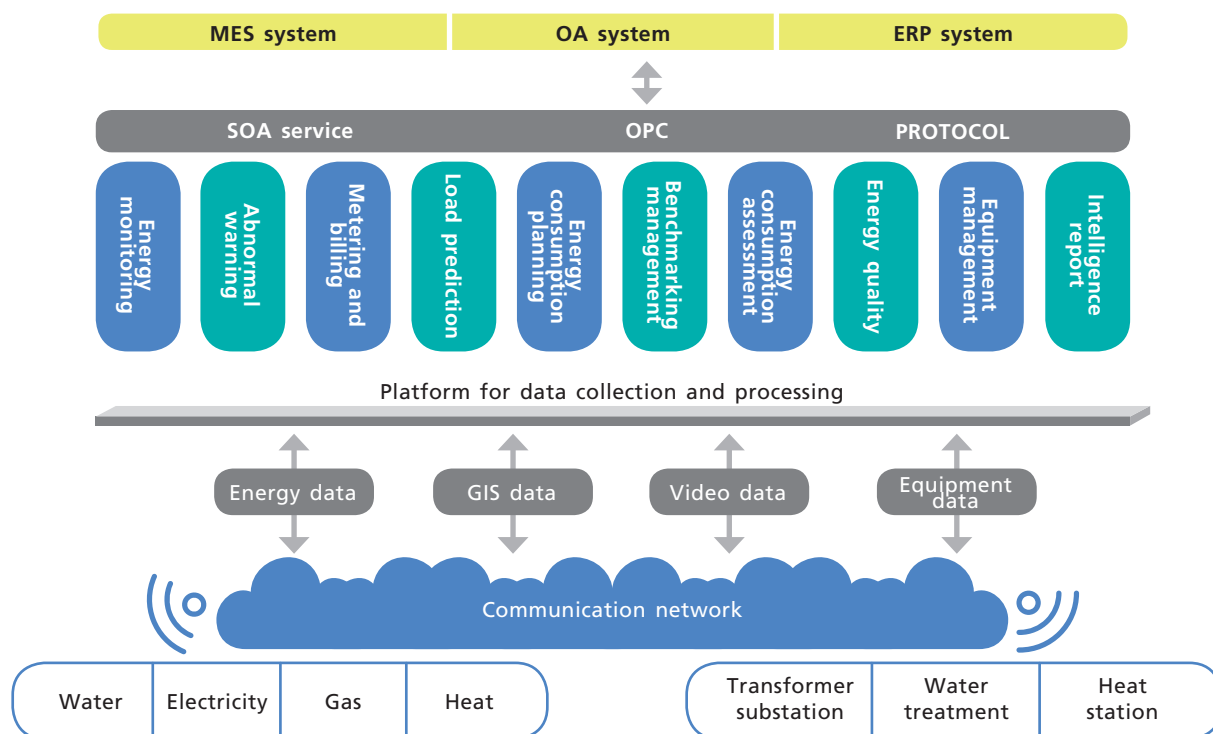 MES system
OA system
ERP system
SOA service
OPC
PROTOCOL
Energy
monitoring
Abnormal
warning
Metering and
billing
Load prediction
Energy
consumption
planning
Benchmarking
management
Energy
consumption
assessment
Energy quality
Equipment
management
Intelligence
report
Platform for data collection and processing
Energy data
GIS data
Video data
Equipment
data
Communication network
Water
Electricity
Gas
Heat
Transformer
substation
Water
treatment
Heat
station